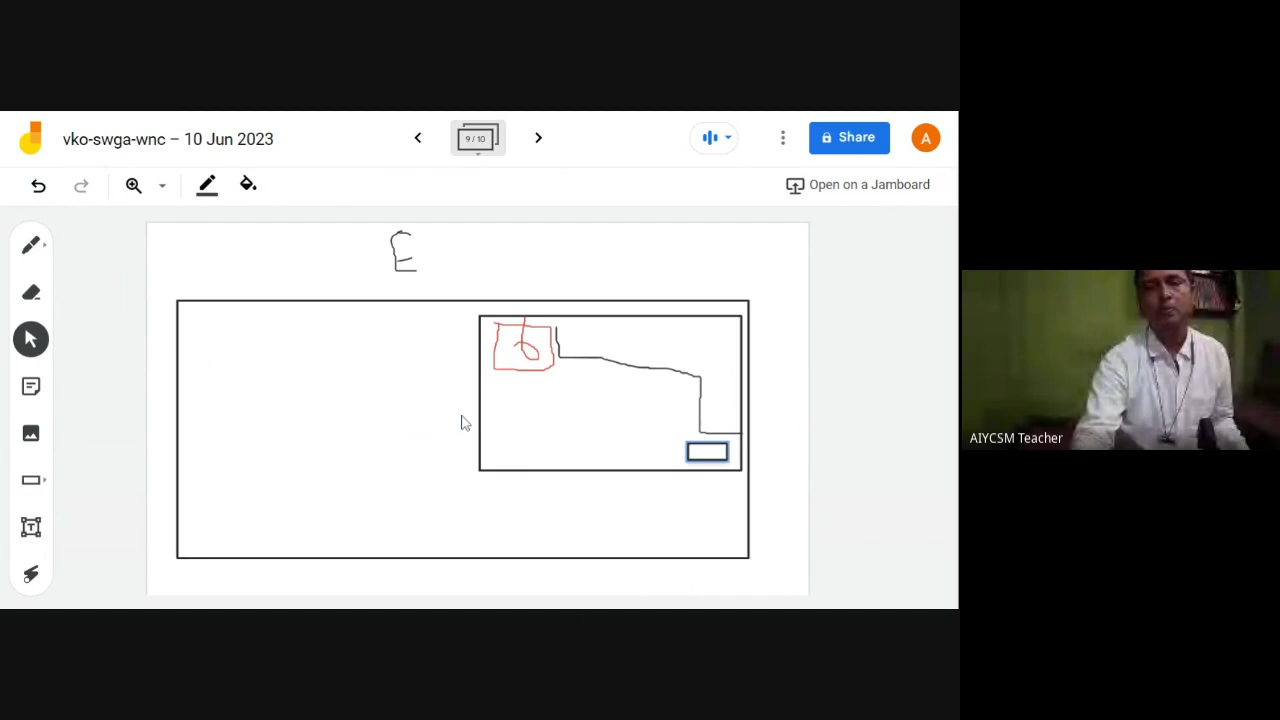 vko-swga-wnc – 10 Jun 2023
9 / 10
Share
A
Open on a Jamboard
E
T
AIYCSM Teacher